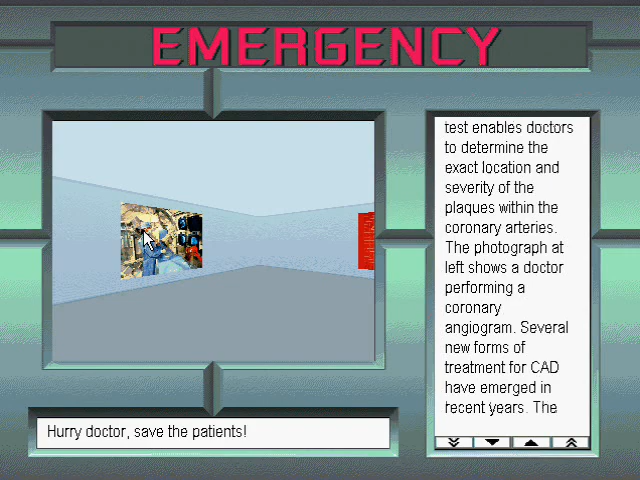 EMERGENCY
test enables doctors
to determine the
exact location and
severity of the
plaques within the
coronary arteries.
The photograph at
left shows a doctor
performing a
coronary
angiogram. Several
new forms of
treatment for CAD
have emerged in
recent years. The
Hurry doctor, save the patients!